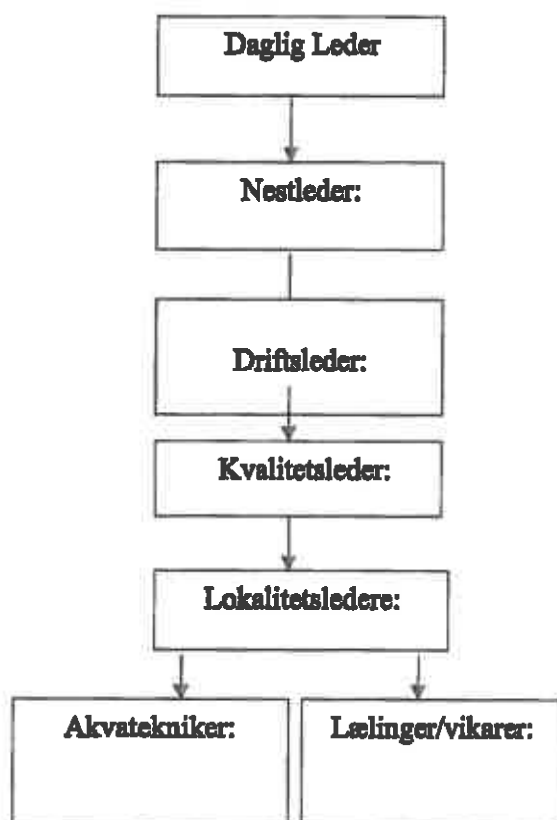 Daglig Leder
Nestleder:
Driftsleder:
Kvalitetsleder:
Lokalitetsledere:
Akvatekniker:
Lælinger/vikarer: